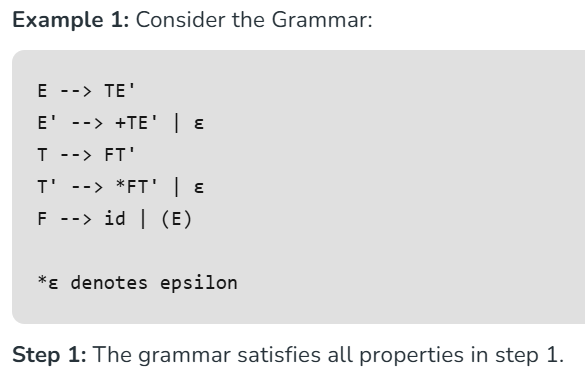 Example 1: Consider the Grammar:
E --> TE'
E' --> +TE' | ε
T --> FT'
T' --> *FT' | ε
F --> id | (E)
*ε denotes epsilon
Step 1: The grammar satisfies all properties in step 1.